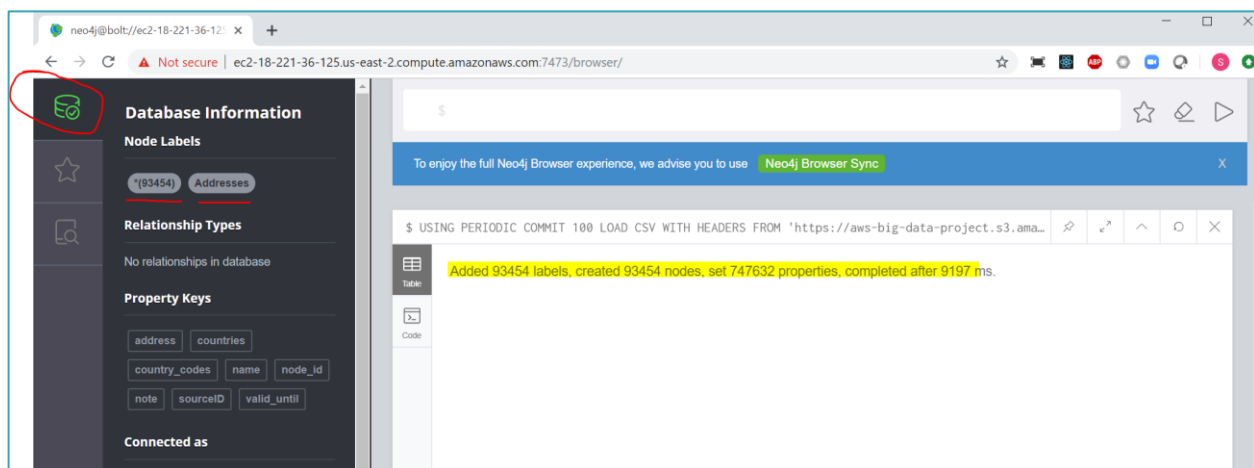 neo4j@bolt://ec2-18-221-36-125
Not secure | ec2-18-221-36-125.us-east-2.compute.amazonaws.com:7473/browser/
ABP
S
Database Information
Node Labels
*(93454) Addresses
Relationship Types
No relationships in database
Property Keys
address countries
country_codes name node_id
note sourceID valid_until
Connected as
$
To enjoy the full Neo4j Browser experience, we advise you to use Neo4j Browser Sync X
$ USING PERIODIC COMMIT 100 LOAD CSV WITH HEADERS FROM 'https://aws-big-data-project.s3.ama…
Table
Added 93454 labels, created 93454 nodes, set 747632 properties, completed after 9197 ms.
Code